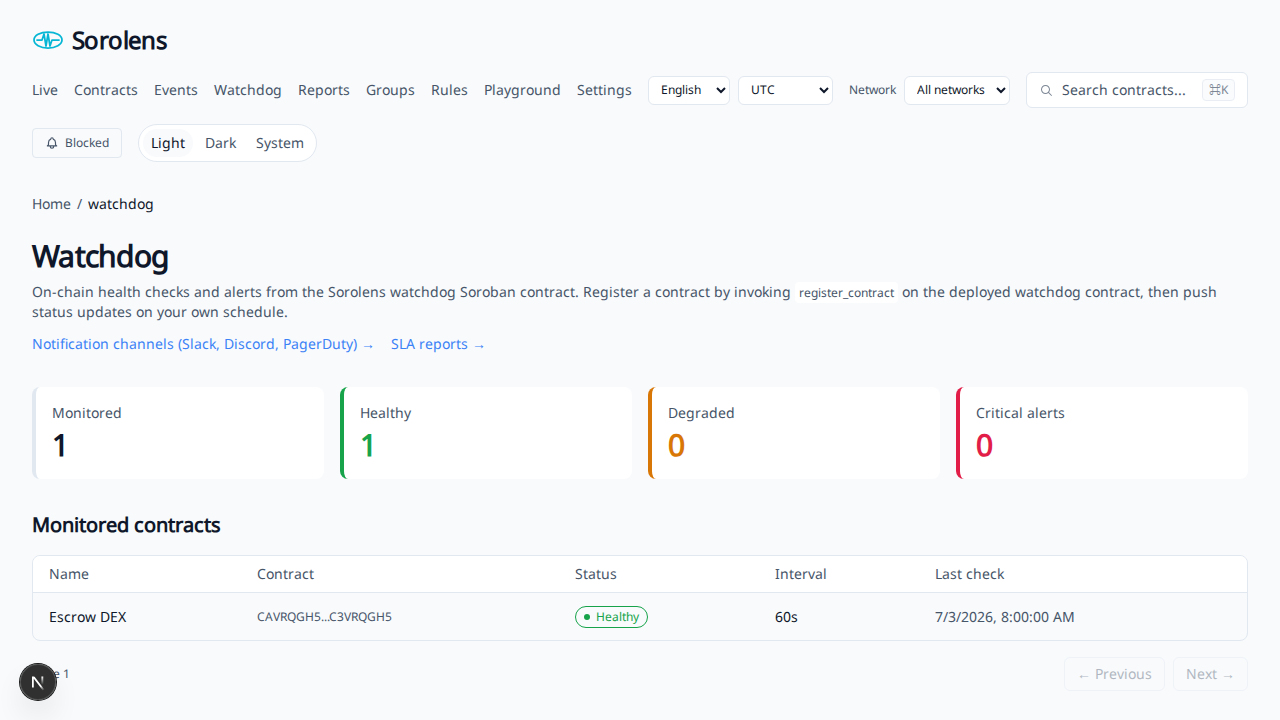 Sorolens
Live Contracts Events Watchdog Reports Groups Rules Playground Settings English UTC Network All networks Search contracts... ⌘K
Blocked Light Dark System
Home / watchdog
Watchdog
On-chain health checks and alerts from the Sorolens watchdog Soroban contract. Register a contract by invoking register_contract on the deployed watchdog contract, then push
status updates on your own schedule.
Notification channels (Slack, Discord, PagerDuty) → SLA reports →
Monitored Healthy Degraded Critical alerts
1 1 0 0
Monitored contracts
Name Contract Status Interval Last check
Escrow DEX CAVRQGH5…C3VRQGH5 Healthy 60s 7/3/2026, 8:00:00 AM
N 1 ← Previous Next →